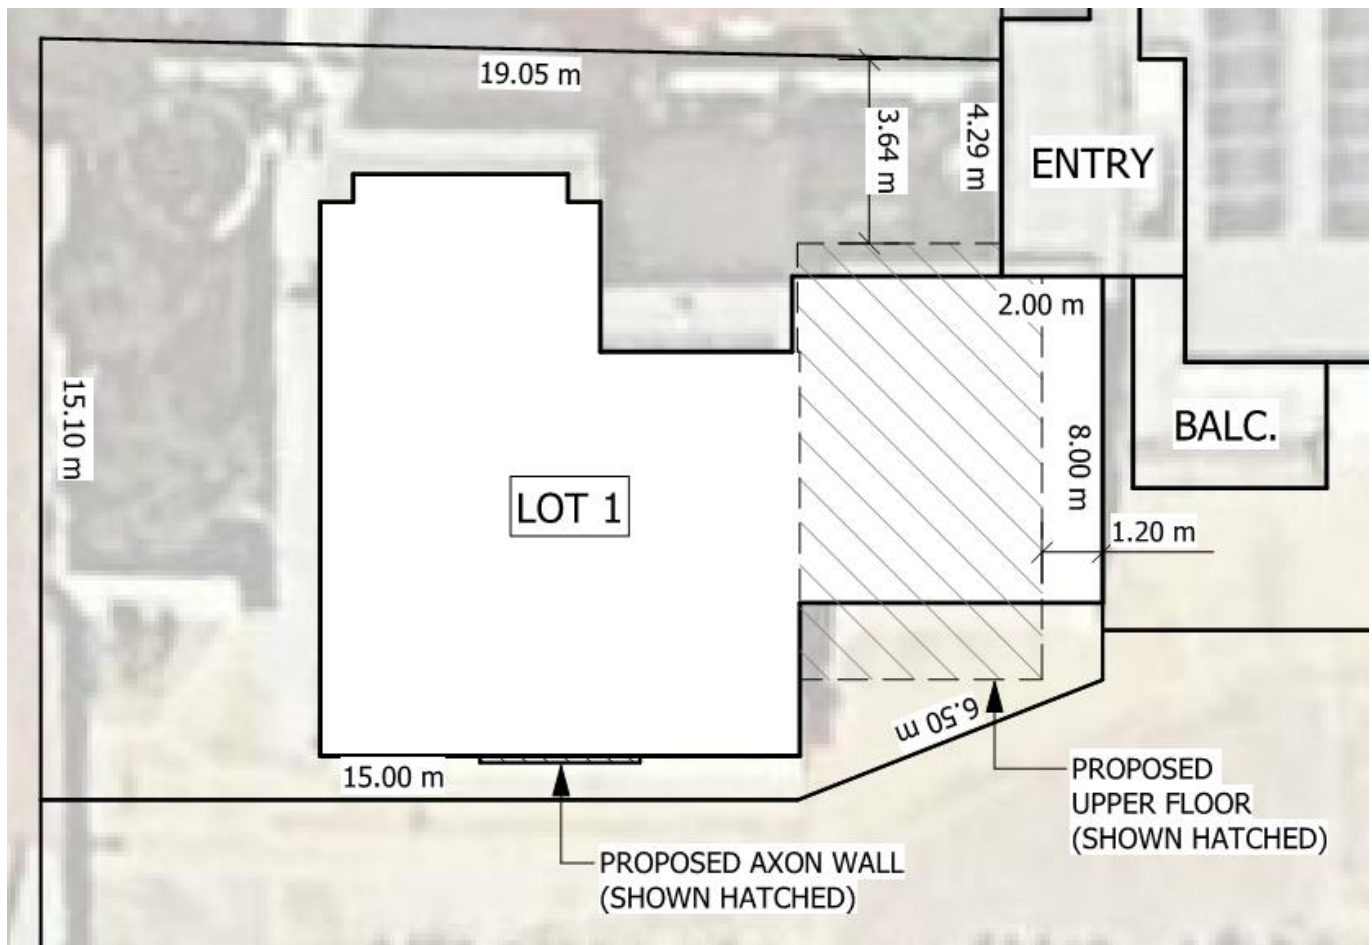 19.05 m
3.64 m
4.29 m
ENTRY
2.00 m
15.10 m
BALC.
8.00 m
LOT 1
1.20 m
6.50 m
15.00 m
PROPOSED
UPPER FLOOR
(SHOWN HATCHED)
PROPOSED AXON WALL
(SHOWN HATCHED)